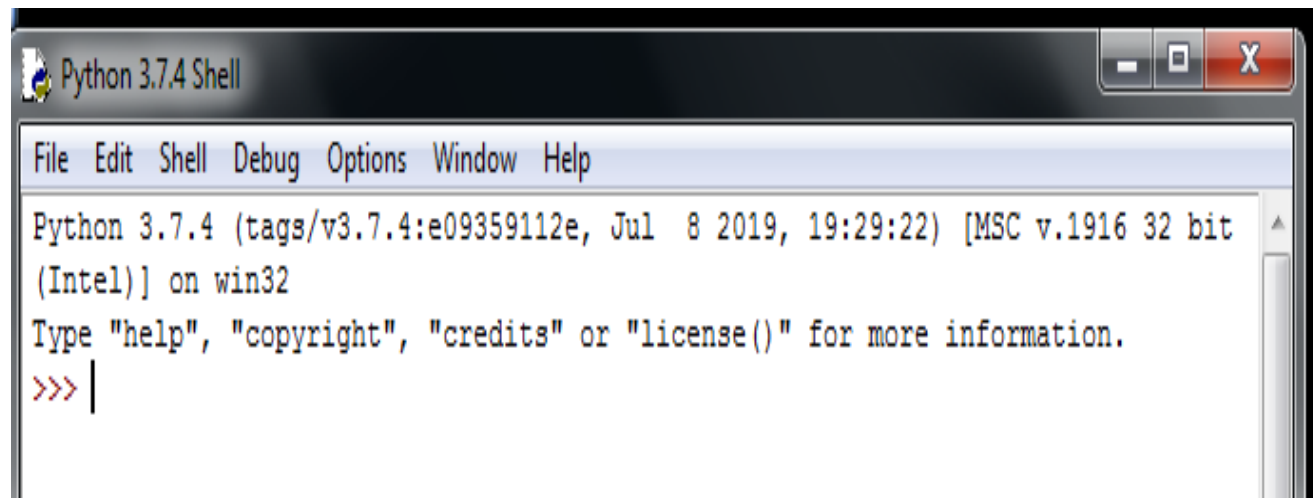 Python 3.7.4 Shell
File Edit Shell Debug Options Window Help
Python 3.7.4 (tags/v3.7.4:e09359112e, Jul  8 2019, 19:29:22) [MSC v.1916 32 bit
(Intel)] on win32
Type "help", "copyright", "credits" or "license()" for more information.
>>>